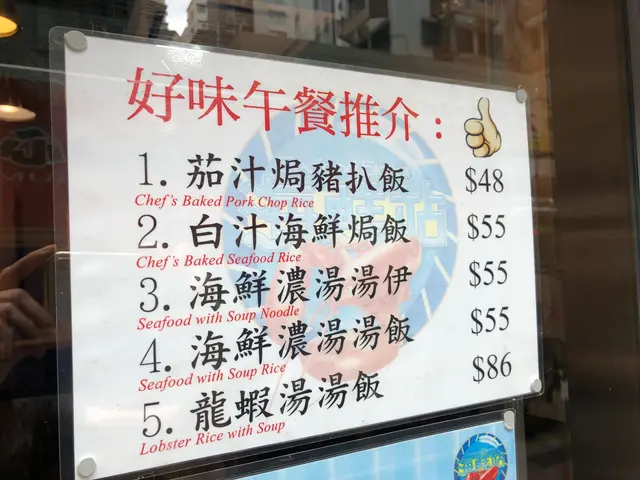 好味午餐推介：
1. 茄汁焗豬扒飯 $48
Chef's Baked Pork Chop Rice
2. 白汁海鮮焗飯 $55
Chef's Baked Seafood Rice
3. 海鮮濃湯湯伊 $55
Seafood with Soup Noodle
4. 海鮮濃湯湯飯 $55
Seafood with Soup Rice
5. 龍蝦湯湯飯 $86
Lobster Rice with Soup